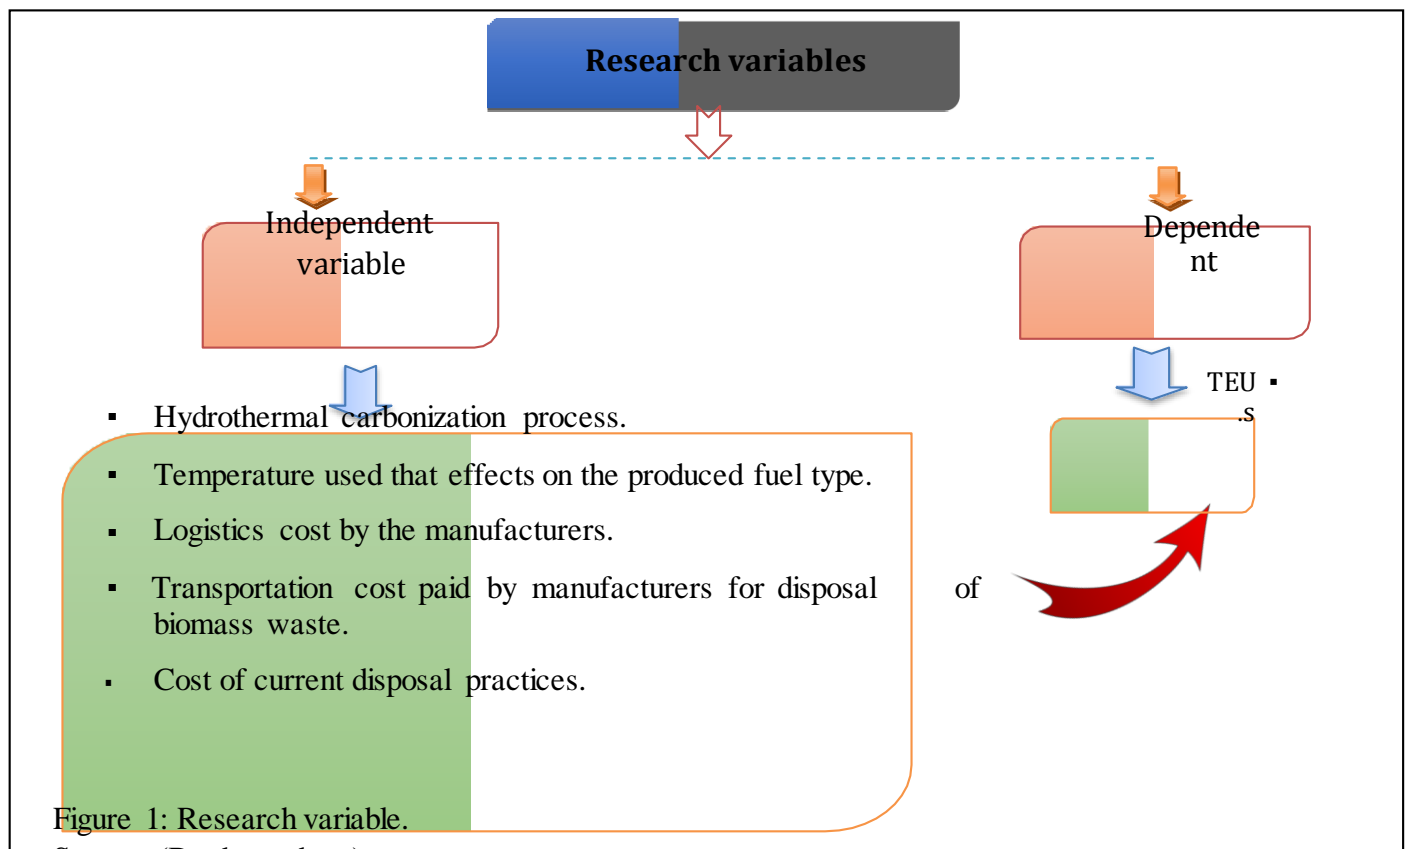 Research variables
Independent
variable
Depende
nt
TEU ▪
.s
▪ Hydrothermal carbonization process.
▪ Temperature used that effects on the produced fuel type.
▪ Logistics cost by the manufacturers.
▪ Transportation cost paid by manufacturers for disposal of
biomass waste.
▪ Cost of current disposal practices.
Figure 1: Research variable.